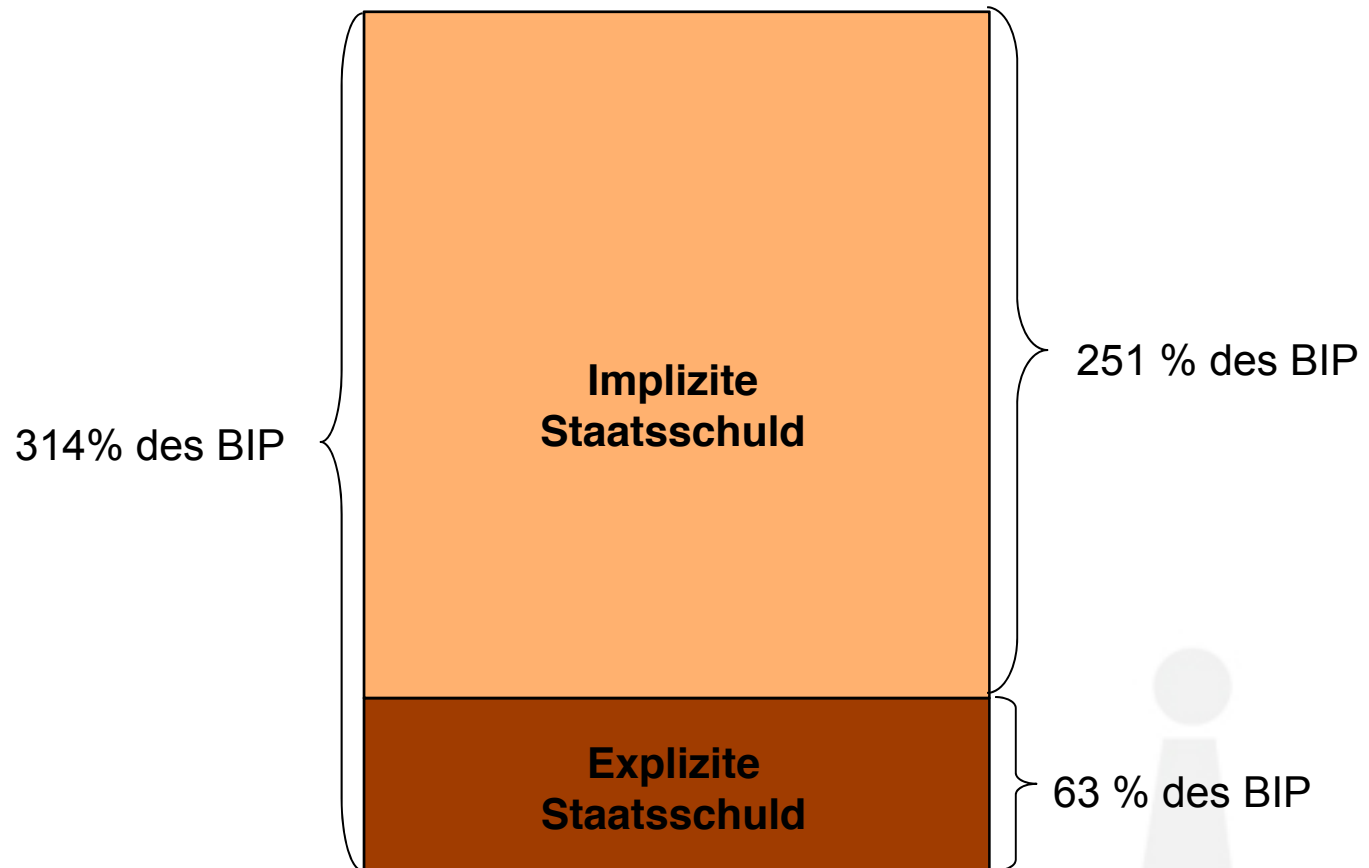 314% des BIP
Implizite
Staatsschuld
251 % des BIP
Explizite
Staatsschuld
63 % des BIP